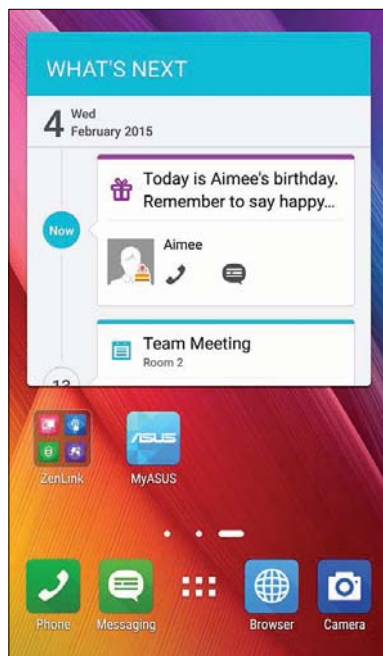 WHAT'S NEXT
4 Wed
February 2015
Today is Aimee's birthday.
Remember to say happy...
Now
Aimee
Team Meeting
Room 2
13
ASUS
ZenLink MyASUS
Phone Messaging Browser Camera